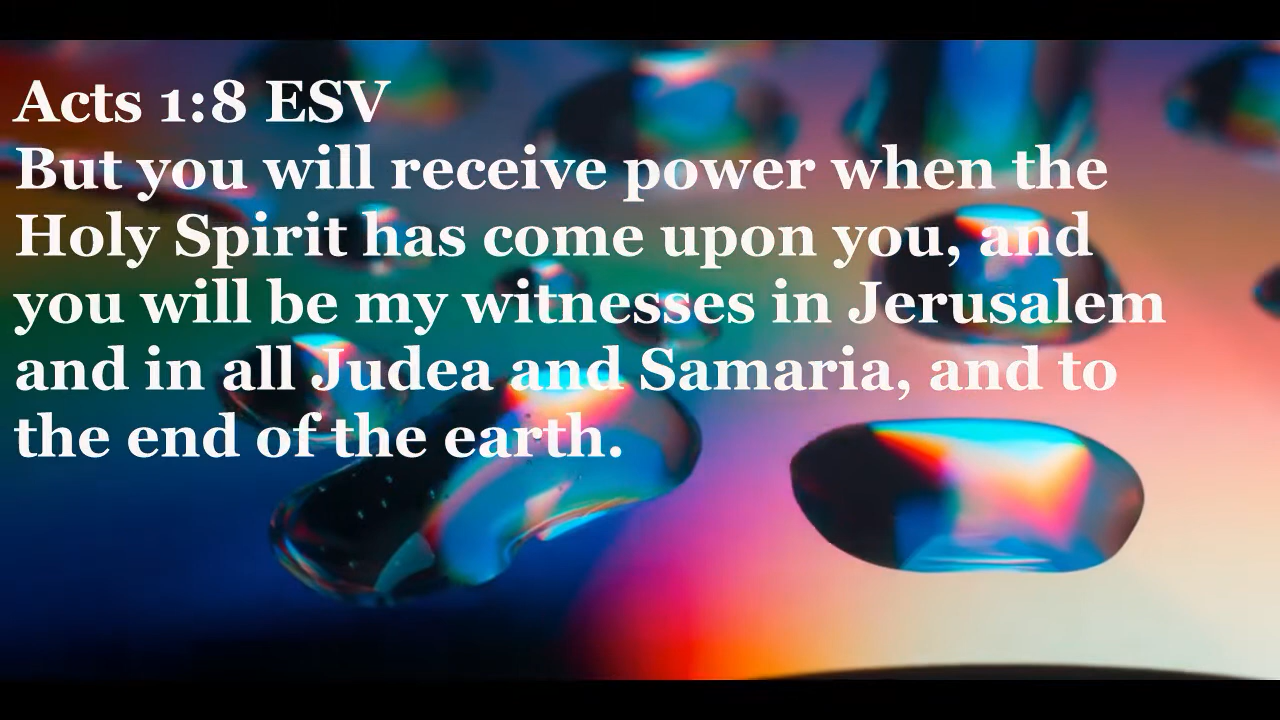 Acts 1:8 ESV
But you will receive power when the
Holy Spirit has come upon you, and
you will be my witnesses in Jerusalem
and in all Judea and Samaria, and to
the end of the earth.